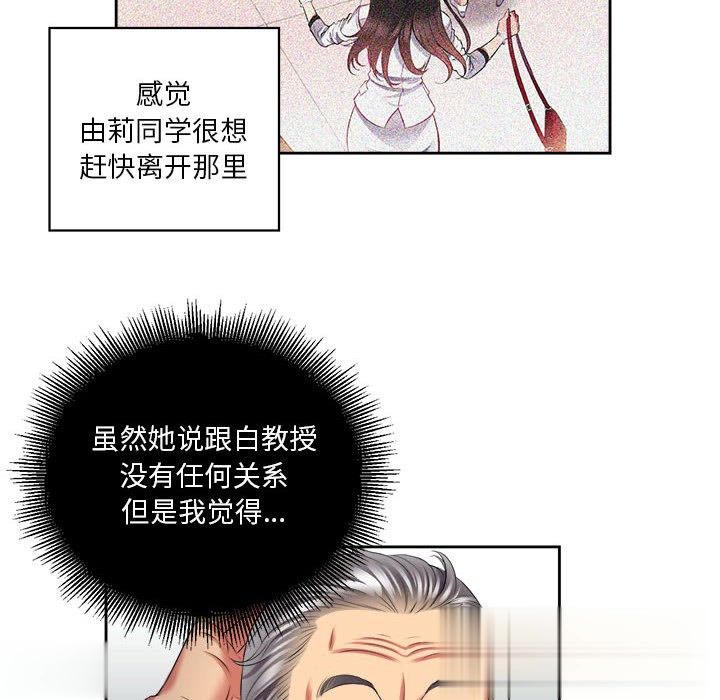 感觉
由莉同学很想
赶快离开那里
虽然她说跟白教授
没有任何关系
但是我觉得...